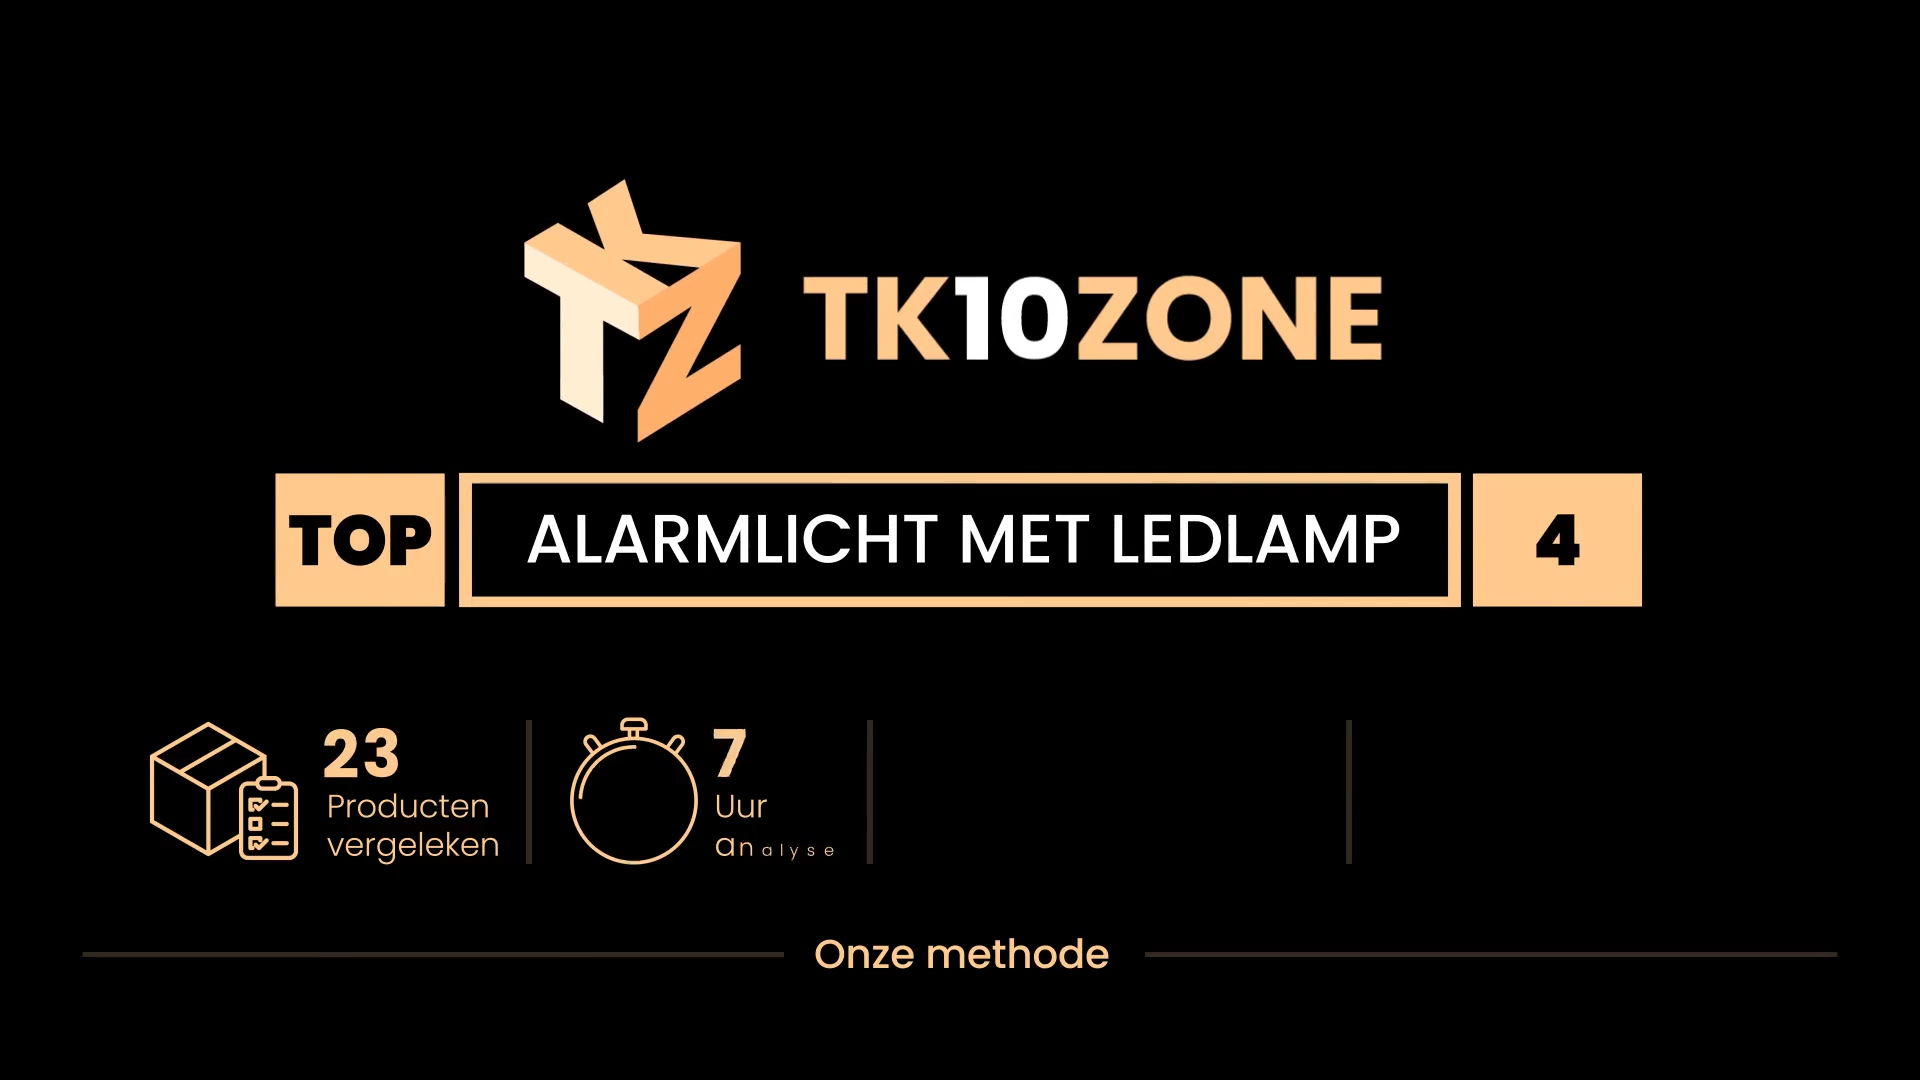 TK10ZONE
TOP ALARMLICHT MET LEDLAMP 4
23
Producten
vergeleken
7
Uur
analyse
Onze methode